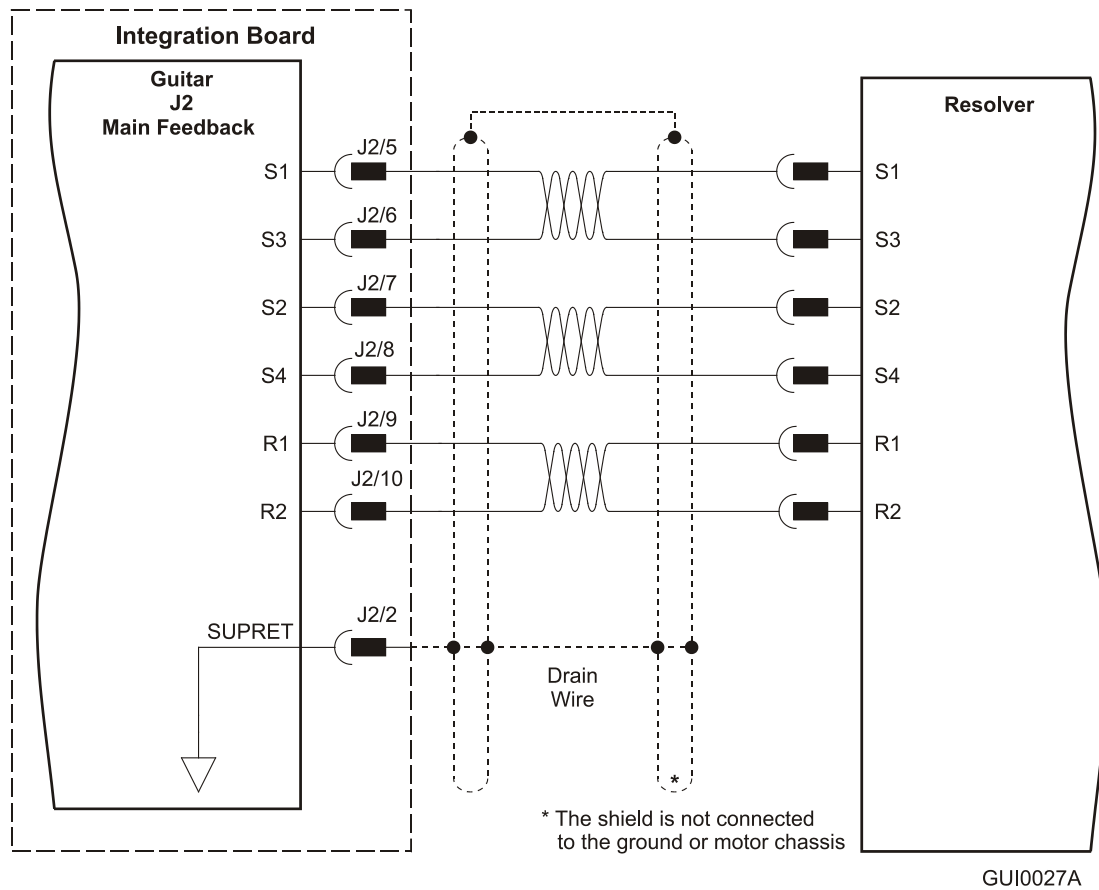 Integration Board
Guitar
J2
Main Feedback
Resolver
S1
J2/5
S1
S3
J2/6
S3
S2
J2/7
S2
S4
J2/8
S4
R1
J2/9
R1
R2
J2/10
R2
SUPRET
J2/2
Drain
Wire
*
* The shield is not connected
to the ground or motor chassis
GUI0027A